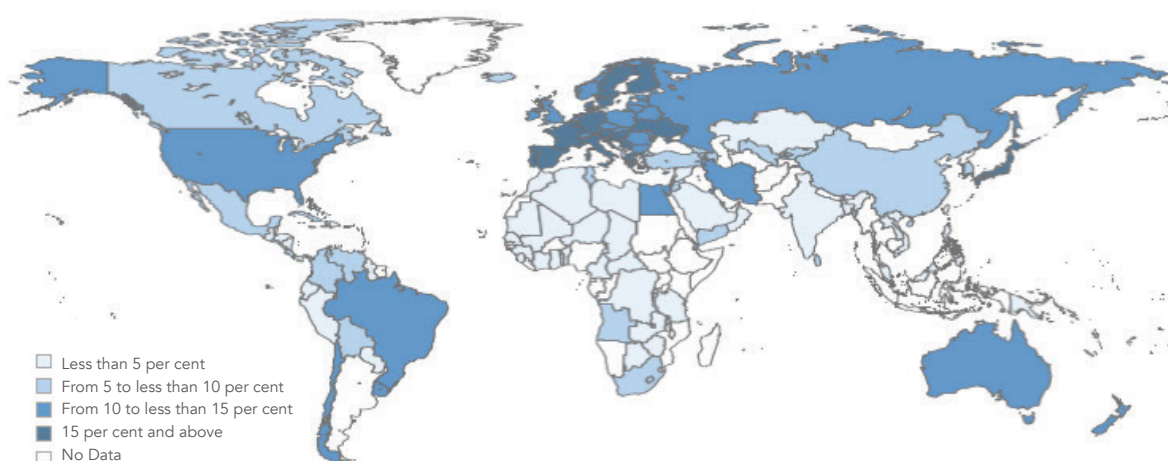 Less than 5 per cent
From 5 to less than 10 per cent
From 10 to less than 15 per cent
15 per cent and above
No Data